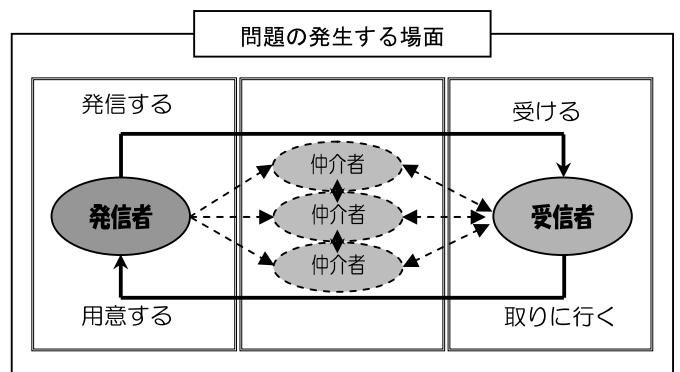 問題の発生する場面
発信する
受ける
仲介者
発信者
仲介者
受信者
仲介者
用意する
取りに行く